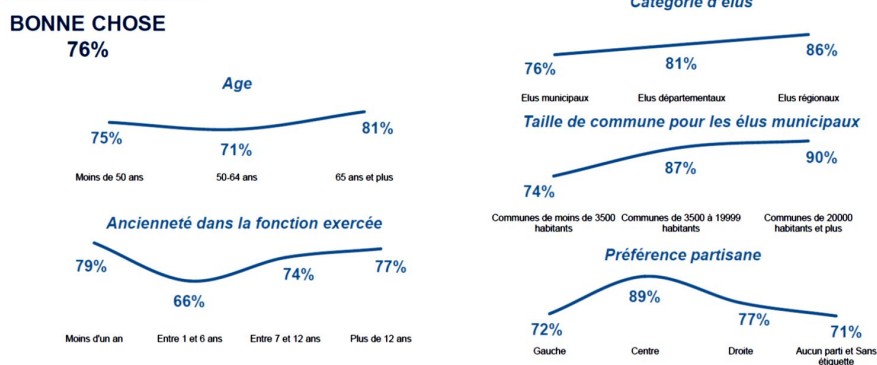 BONNE CHOSE
76%
Age
75%
71%
81%
Moins de 50 ans
50-64 ans
65 ans et plus
Ancienneté dans la fonction exercée
79%
66%
74%
77%
Moins d'un an
Entre 1 et 6 ans
Entre 7 et 12 ans
Plus de 12 ans
Catégorie d'élus
76%
81%
86%
Elus municipaux
Elus départementaux
Elus régionaux
Taille de commune pour les élus municipaux
74%
87%
90%
Communes de moins de 3500
habitants
Communes de 3500 à 19999
habitants
Communes de 20000
habitants et plus
Préférence partisane
72%
89%
77%
71%
Gauche
Centre
Droite
Aucun parti et Sans
étiquette